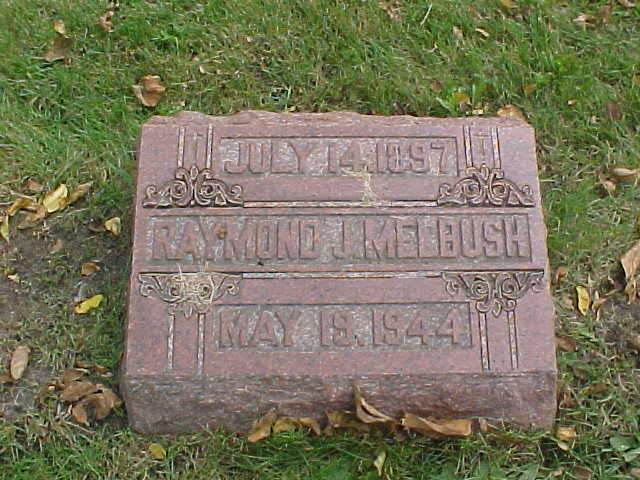 JULY 14.1897
RAYMOND J. MELBUSH
MAY 19.1944